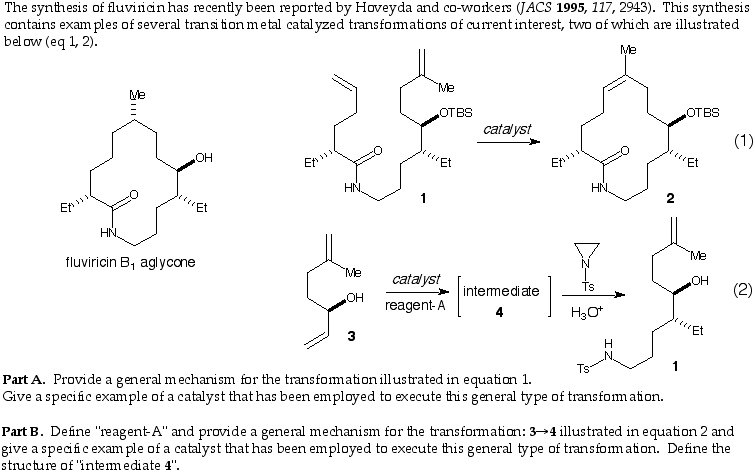 The synthesis of fluviricin has recently been reported by Hoveyda and co-workers (JACS 1995, 117, 2943). This synthesis
contains examples of several transition metal catalyzed transformations of current interest, two of which are illustrated
below (eq 1, 2).
Me
OH
Et
O
HN
Et
fluviricin B1 aglycone
Me
OTBS
Et
O
HN
Et
1
catalyst
Me
OTBS
Et
O
HN
Et
2
(1)
Me
OH
3
catalyst
reagent-A
intermediate
4
N
Ts
H3O+
Me
OH
Et
H
Ts N
1
(2)
Part A. Provide a general mechanism for the transformation illustrated in equation 1.
Give a specific example of a catalyst that has been employed to execute this general type of transformation.
Part B. Define "reagent-A" and provide a general mechanism for the transformation: 3→4 illustrated in equation 2 and
give a specific example of a catalyst that has been employed to execute this general type of transformation. Define the
structure of "intermediate 4".